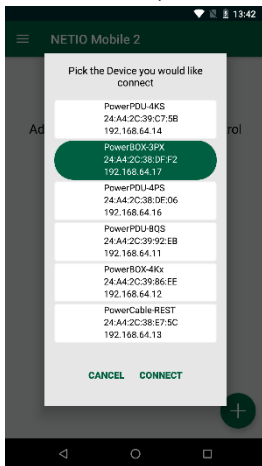 13:42
NETIO Mobile 2
Pick the Device you would like
connect
Ad
rol
PowerPDU-4KS
24:A4:2C:39:C7:5B
192.168.64.14
PowerBOX-3PX
24:A4:2C:38:DF:F2
192.168.64.17
PowerPDU-4PS
24:A4:2C:38:DE:06
192.168.64.16
PowerPDU-8QS
24:A4:2C:39:92:EB
192.168.64.11
PowerBOX-4Kx
24:A4:2C:39:86:EE
192.168.64.12
PowerCable-REST
24:A4:2C:38:E7:5C
192.168.64.13
CANCEL CONNECT